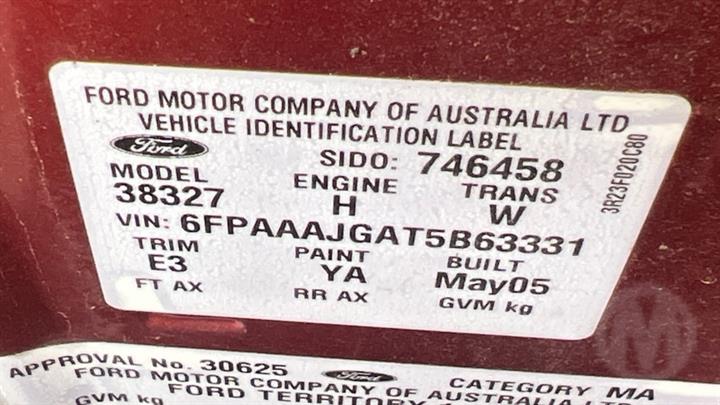 FORD MOTOR COMPANY OF AUSTRALIA LTD
VEHICLE IDENTIFICATION LABEL
Ford SIDO: 746458
MODEL ENGINE TRANS
38327 H W
VIN: 6FPAAAJGAT5B63331
TRIM PAINT BUILT
E3 YA May05
FT AX RR AX GVM kg
3R23F020C80
APPROVAL No. 30625 Ford CATEGORY MA
FORD MOTOR COMPANY OF AUSTRALIA LTD
FORD TERRITORY
GVM kg
M